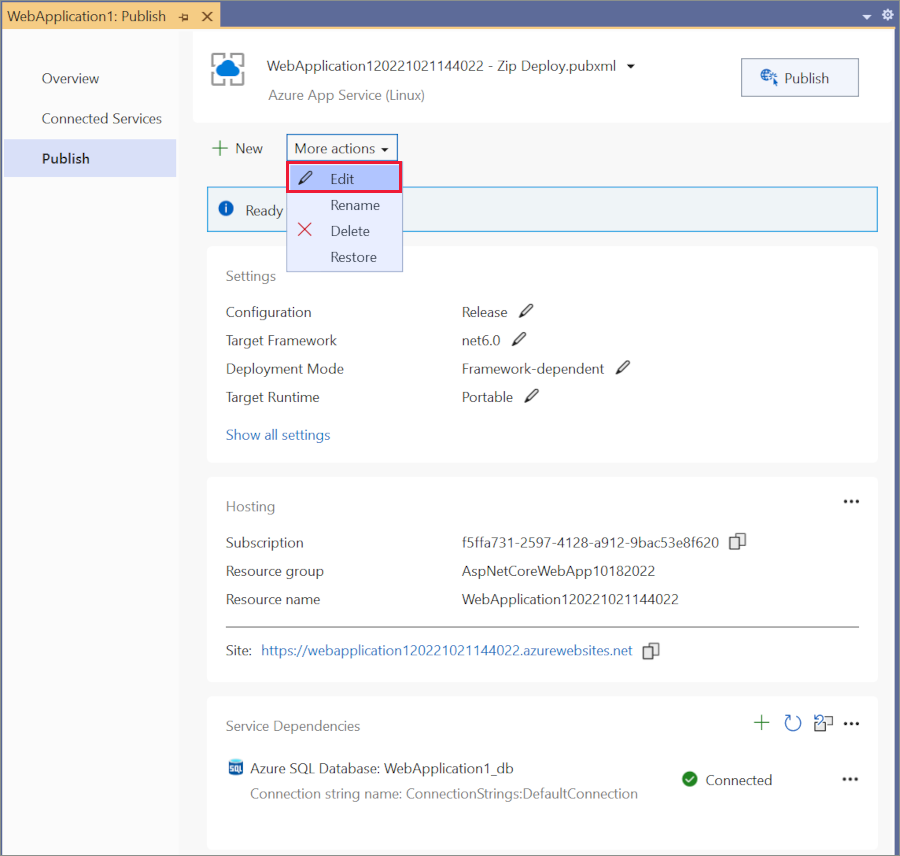 WebApplication1: Publish
Overview
Connected Services
Publish
WebApplication120221021144022 - Zip Deploy.pubxml
Azure App Service (Linux)
Publish
New
More actions
Edit
Rename
Delete
Restore
Ready
Settings
Configuration Release
Target Framework net6.0
Deployment Mode Framework-dependent
Target Runtime Portable
Show all settings
Hosting
Subscription f5ffa731-2597-4128-a912-9bac53e8f620
Resource group AspNetCoreWebApp10182022
Resource name WebApplication120221021144022
Site: https://webapplication120221021144022.azurewebsites.net
Service Dependencies
SQL Azure SQL Database: WebApplication1_db
Connection string name: ConnectionStrings:DefaultConnection
Connected